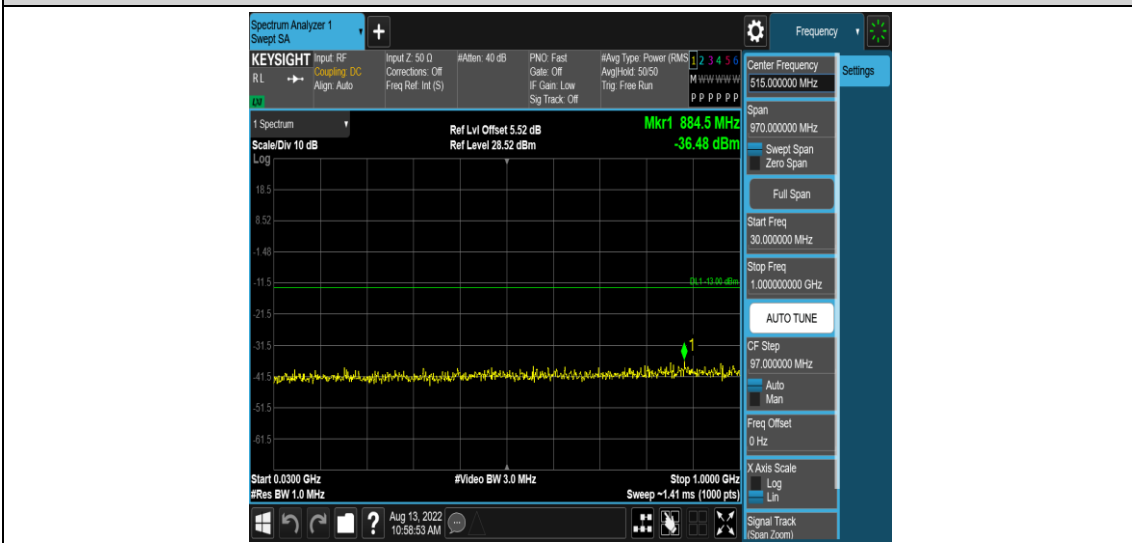 Spectrum Analyzer 1
Swept SA
+
Frequency
KEYSIGHT
RL
LXI
Input: RF
Coupling: DC
Align: Auto
Input Z: 50 Ω
Corrections: Off
Freq Ref: Int (S)
#Atten: 40 dB
PNO: Fast
Gate: Off
IF Gain: Low
Sig Track: Off
#Avg Type: Power (RMS
Avg|Hold: 50/50
Trig: Free Run
1 2 3 4 5 6
M W W W W W
P P P P P P
1 Spectrum
Scale/Div 10 dB
Log
Ref Lvl Offset 5.52 dB
Ref Level 28.52 dBm
Mkr1 884.5 MHz
-36.48 dBm
18.5
8.52
-1.48
-11.5
-21.5
-31.5
-41.5
-51.5
-61.5
DL1 -13.00 dBm
1
Start 0.0300 GHz
#Res BW 1.0 MHz
#Video BW 3.0 MHz
Stop 1.0000 GHz
Sweep ~1.41 ms (1000 pts)
Center Frequency
515.000000 MHz
Settings
Span
970.000000 MHz
Swept Span
Zero Span
Full Span
Start Freq
30.000000 MHz
Stop Freq
1.000000000 GHz
AUTO TUNE
CF Step
97.000000 MHz
Auto
Man
Freq Offset
0 Hz
X Axis Scale
Log
Lin
Signal Track
(Span Zoom)
?
Aug 13, 2022
10:58:53 AM